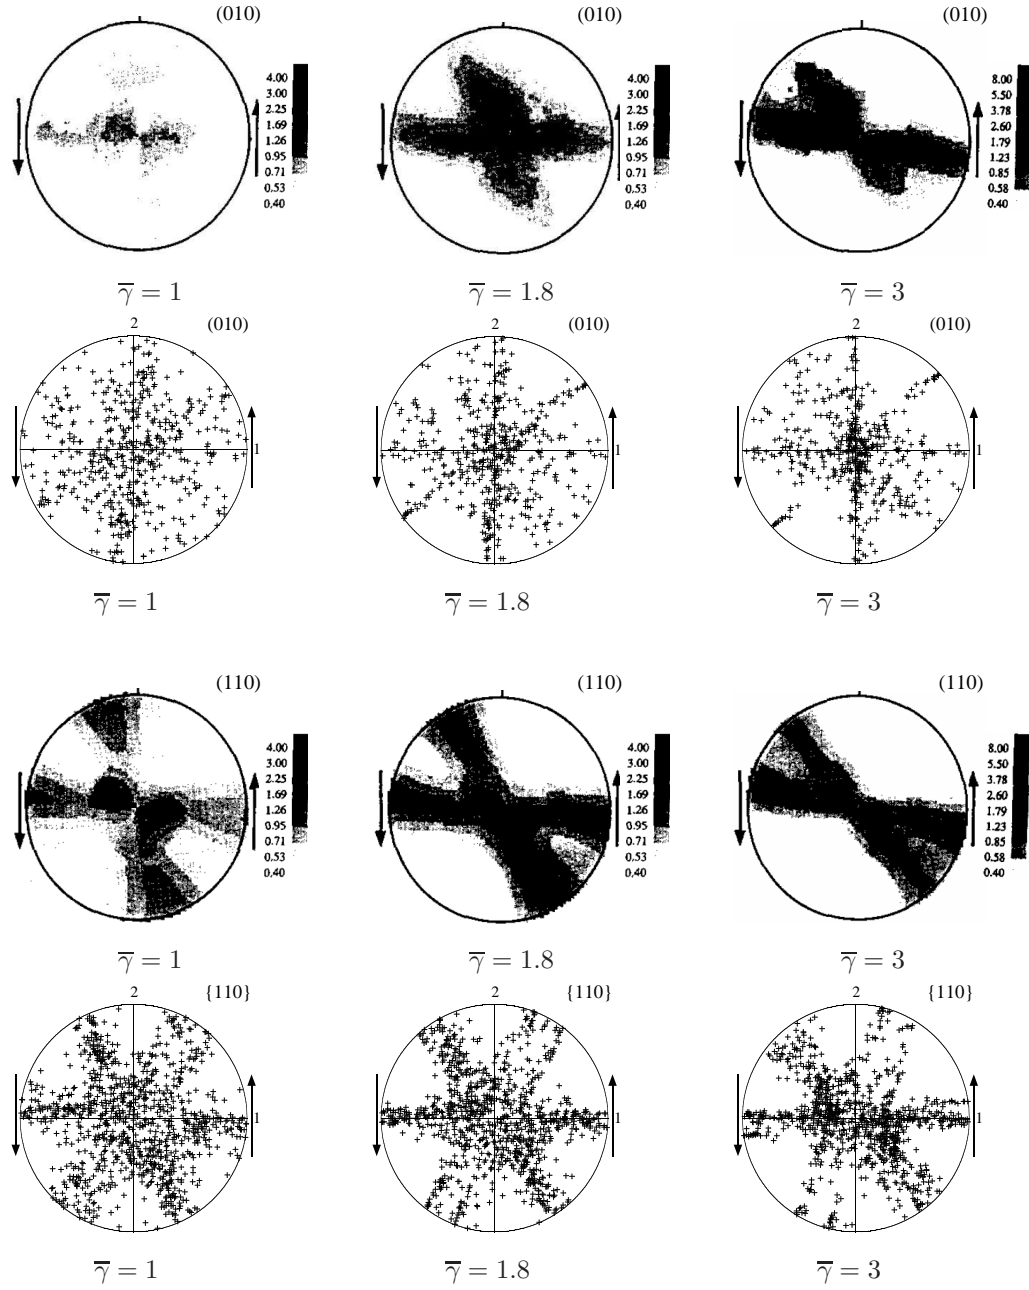 (010) (010) (010)
4.00 4.00 8.00
3.00 3.00 5.50
2.25 2.25 3.78
1.69 1.69 2.60
1.26 1.26 1.79
0.95 0.95 1.23
0.71 0.71 0.85
0.53 0.53 0.58
0.40 0.40 0.40
γ̅ = 1 γ̅ = 1.8 γ̅ = 3
2 (010) 2 (010) 2 (010)
1 1 1
γ̅ = 1 γ̅ = 1.8 γ̅ = 3
(110) (110) (110)
4.00 4.00 8.00
3.00 3.00 5.50
2.25 2.25 3.78
1.69 1.69 2.60
1.26 1.26 1.79
0.95 0.95 1.23
0.71 0.71 0.85
0.53 0.53 0.58
0.40 0.40 0.40
γ̅ = 1 γ̅ = 1.8 γ̅ = 3
2 {110} 2 {110} 2 {110}
1 1 1
γ̅ = 1 γ̅ = 1.8 γ̅ = 3